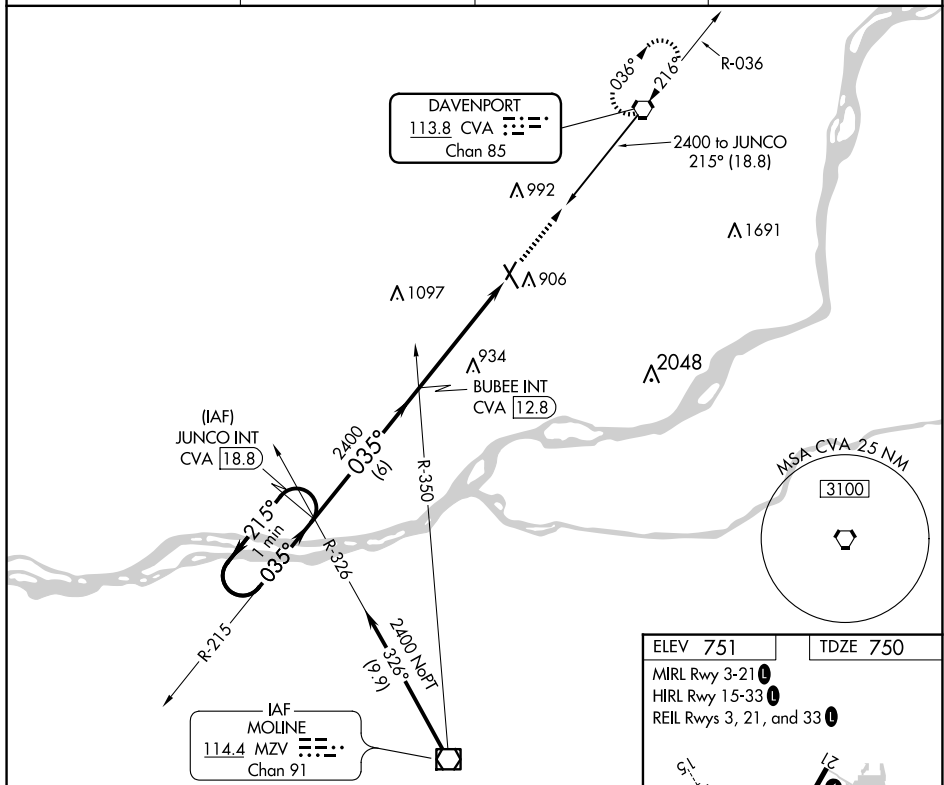 036°
216°
R-036
DAVENPORT
113.8 CVA
Chan 85
2400 to JUNCO
215° (18.8)
992
1691
906
1097
934
2048
BUBEE INT
CVA 12.8
(IAF)
JUNCO INT
CVA 18.8
2400
035°
(6)
R-350
MSA CVA 25 NM
3100
215°
1 min
035°
R-326
R-215
2400 NoPT
326°
(9.9)
IAF
MOLINE
114.4 MZV
Chan 91
ELEV 751
TDZE 750
MIRL Rwy 3-21 L
HIRL Rwy 15-33 L
REIL Rwys 3, 21, and 33 L
15
21